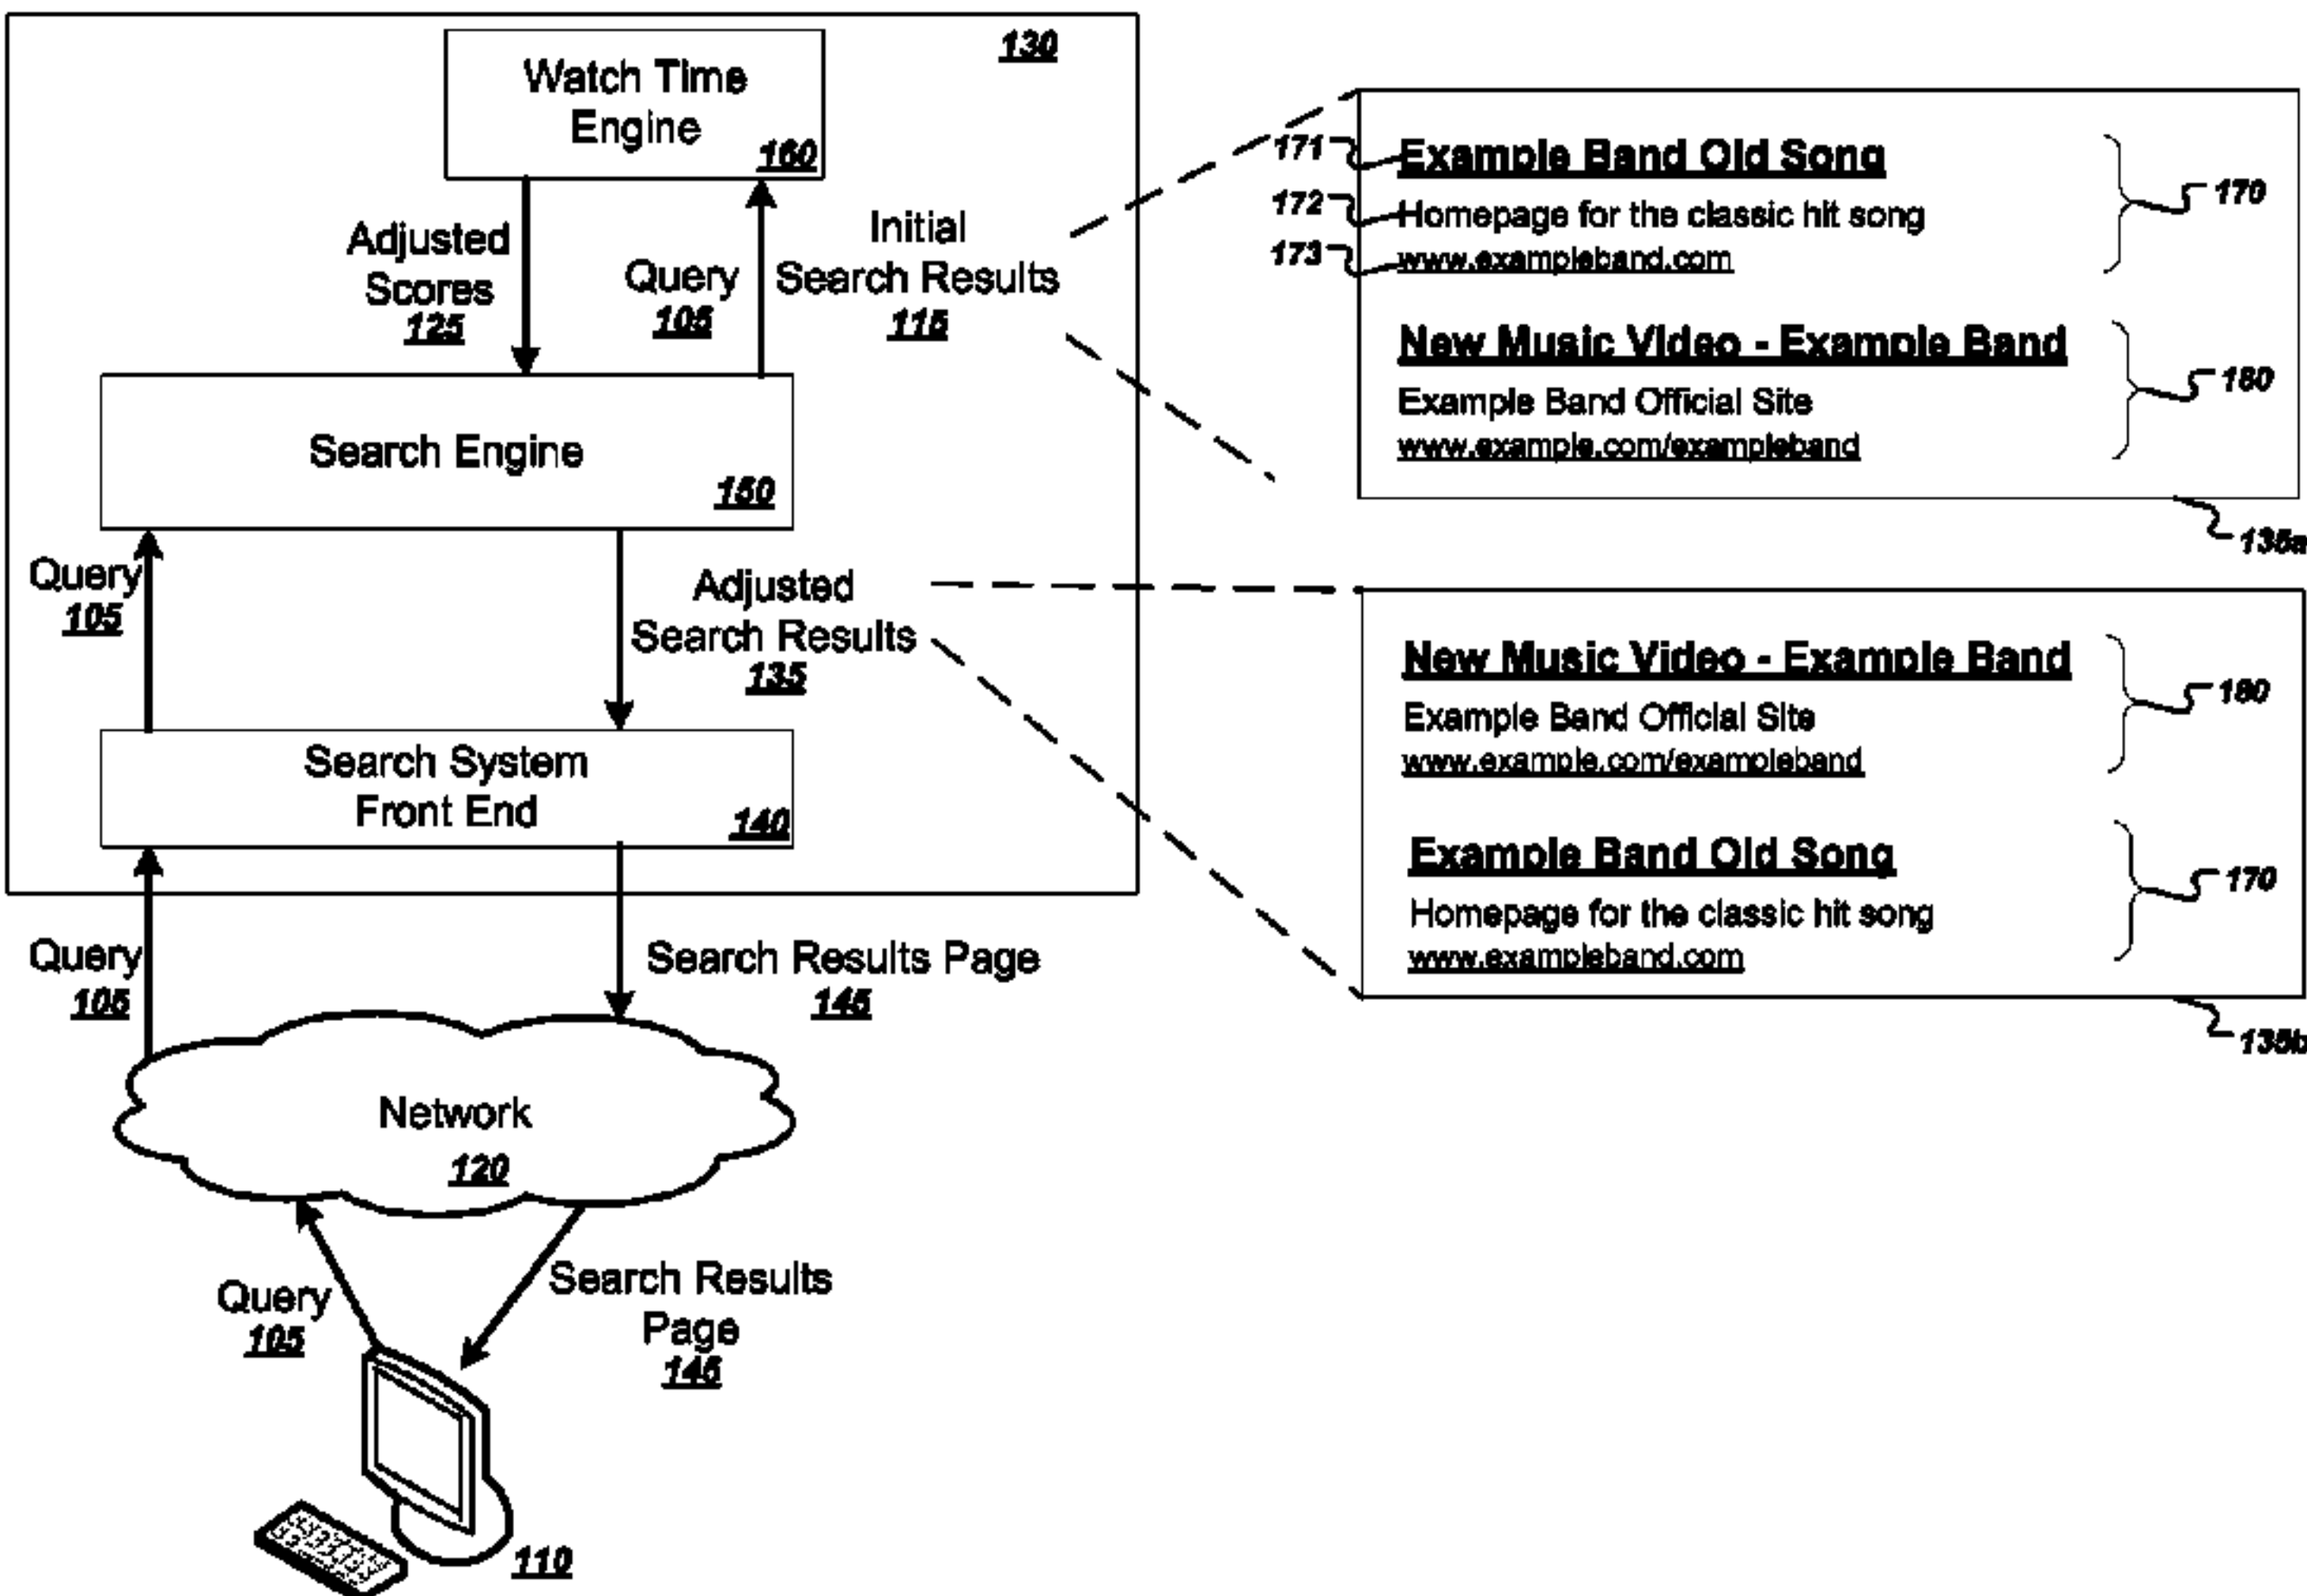 130
Watch Time
Engine
160
Adjusted
Scores
125
Query
105
Initial
Search Results
115
Search Engine
150
Query
105
Adjusted
Search Results
135
Search System
Front End
140
Query
105
Search Results Page
145
Network
120
Query
105
Search Results
Page
145
110
171
Example Band Old Song
170
172
Homepage for the classic hit song
173
www.exampleband.com
New Music Video - Example Band
180
Example Band Official Site
www.example.com/exampleband
135a
New Music Video - Example Band
180
Example Band Official Site
www.example.com/exampleband
Example Band Old Song
170
Homepage for the classic hit song
www.exampleband.com
135b